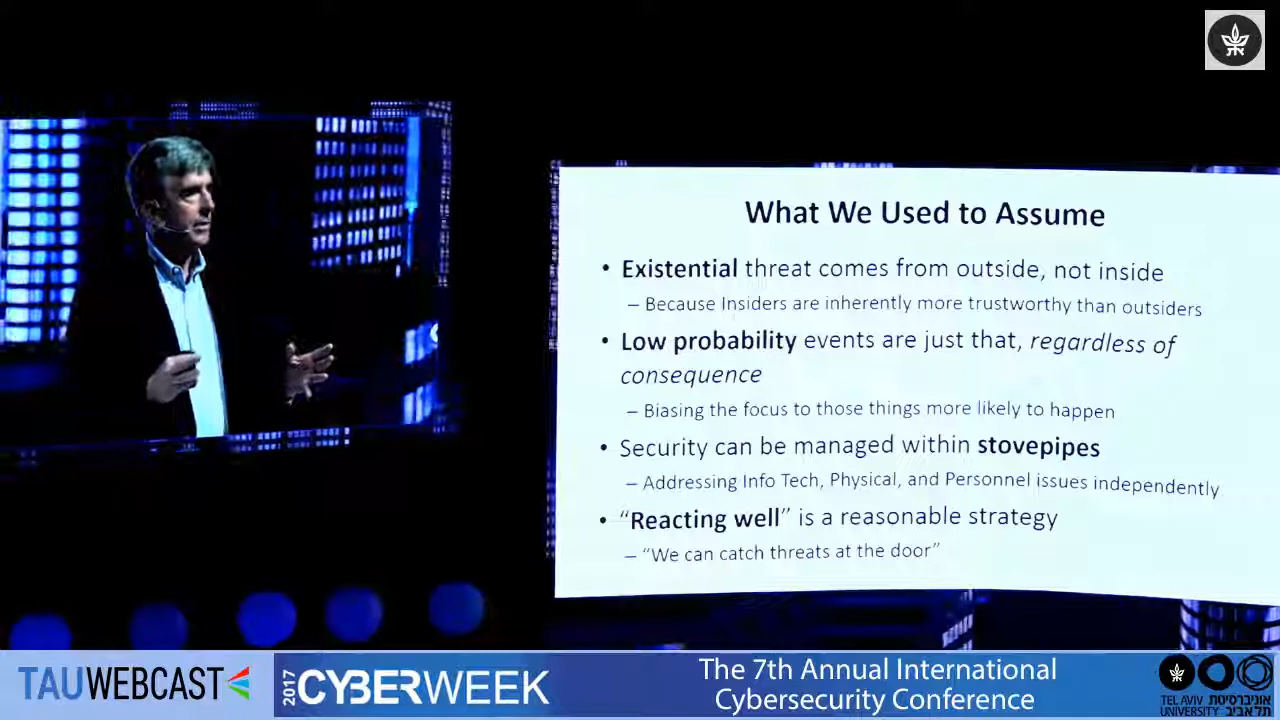 What We Used to Assume
• Existential threat comes from outside, not inside
– Because Insiders are inherently more trustworthy than outsiders
• Low probability events are just that, regardless of
consequence
– Biasing the focus to those things more likely to happen
• Security can be managed within stovepipes
– Addressing Info Tech, Physical, and Personnel issues independently
• “Reacting well” is a reasonable strategy
– “We can catch threats at the door”
TAUWEBCAST
2017 CYBERWEEK
The 7th Annual International
Cybersecurity Conference
TEL AVIV אוניברסיטת
UNIVERSITY תל אביב